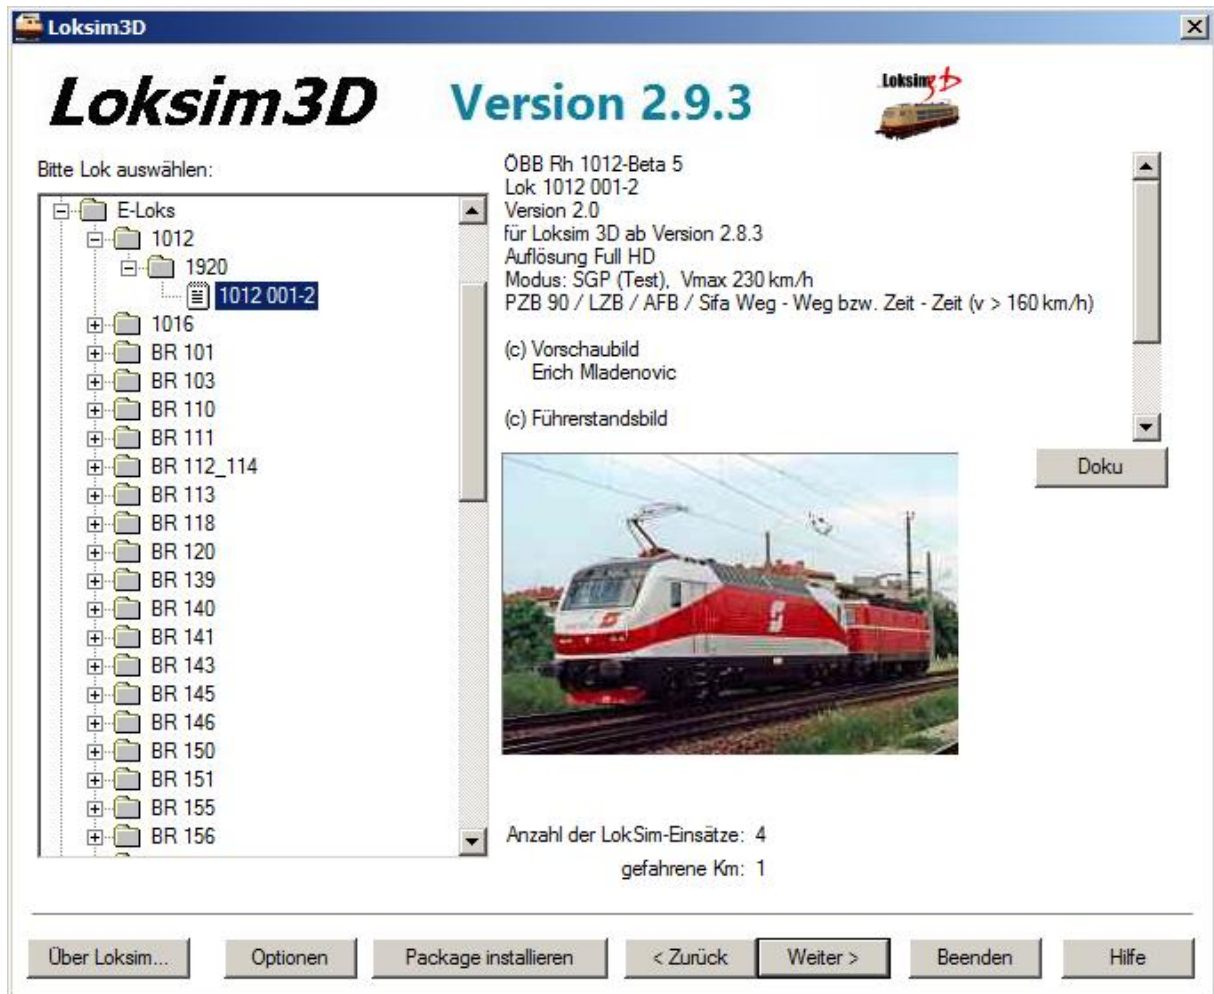 Loksim3D
Loksim3D
Version 2.9.3
Loksim3D
Bitte Lok auswählen:
E-Loks
1012
1920
1012 001-2
1016
BR 101
BR 103
BR 110
BR 111
BR 112_114
BR 113
BR 118
BR 120
BR 139
BR 140
BR 141
BR 143
BR 145
BR 146
BR 150
BR 151
BR 155
BR 156
ÖBB Rh 1012-Beta 5
Lok 1012 001-2
Version 2.0
für Loksim 3D ab Version 2.8.3
Auflösung Full HD
Modus: SGP (Test), Vmax 230 km/h
PZB 90 / LZB / AFB / Sifa Weg - Weg bzw. Zeit - Zeit (v > 160 km/h)
(c) Vorschaubild
Erich Mladenovic
(c) Führerstandsbild
Doku
Anzahl der LokSim-Einsätze: 4
gefahrene Km: 1
Über Loksim...
Optionen
Package installieren
< Zurück
Weiter >
Beenden
Hilfe